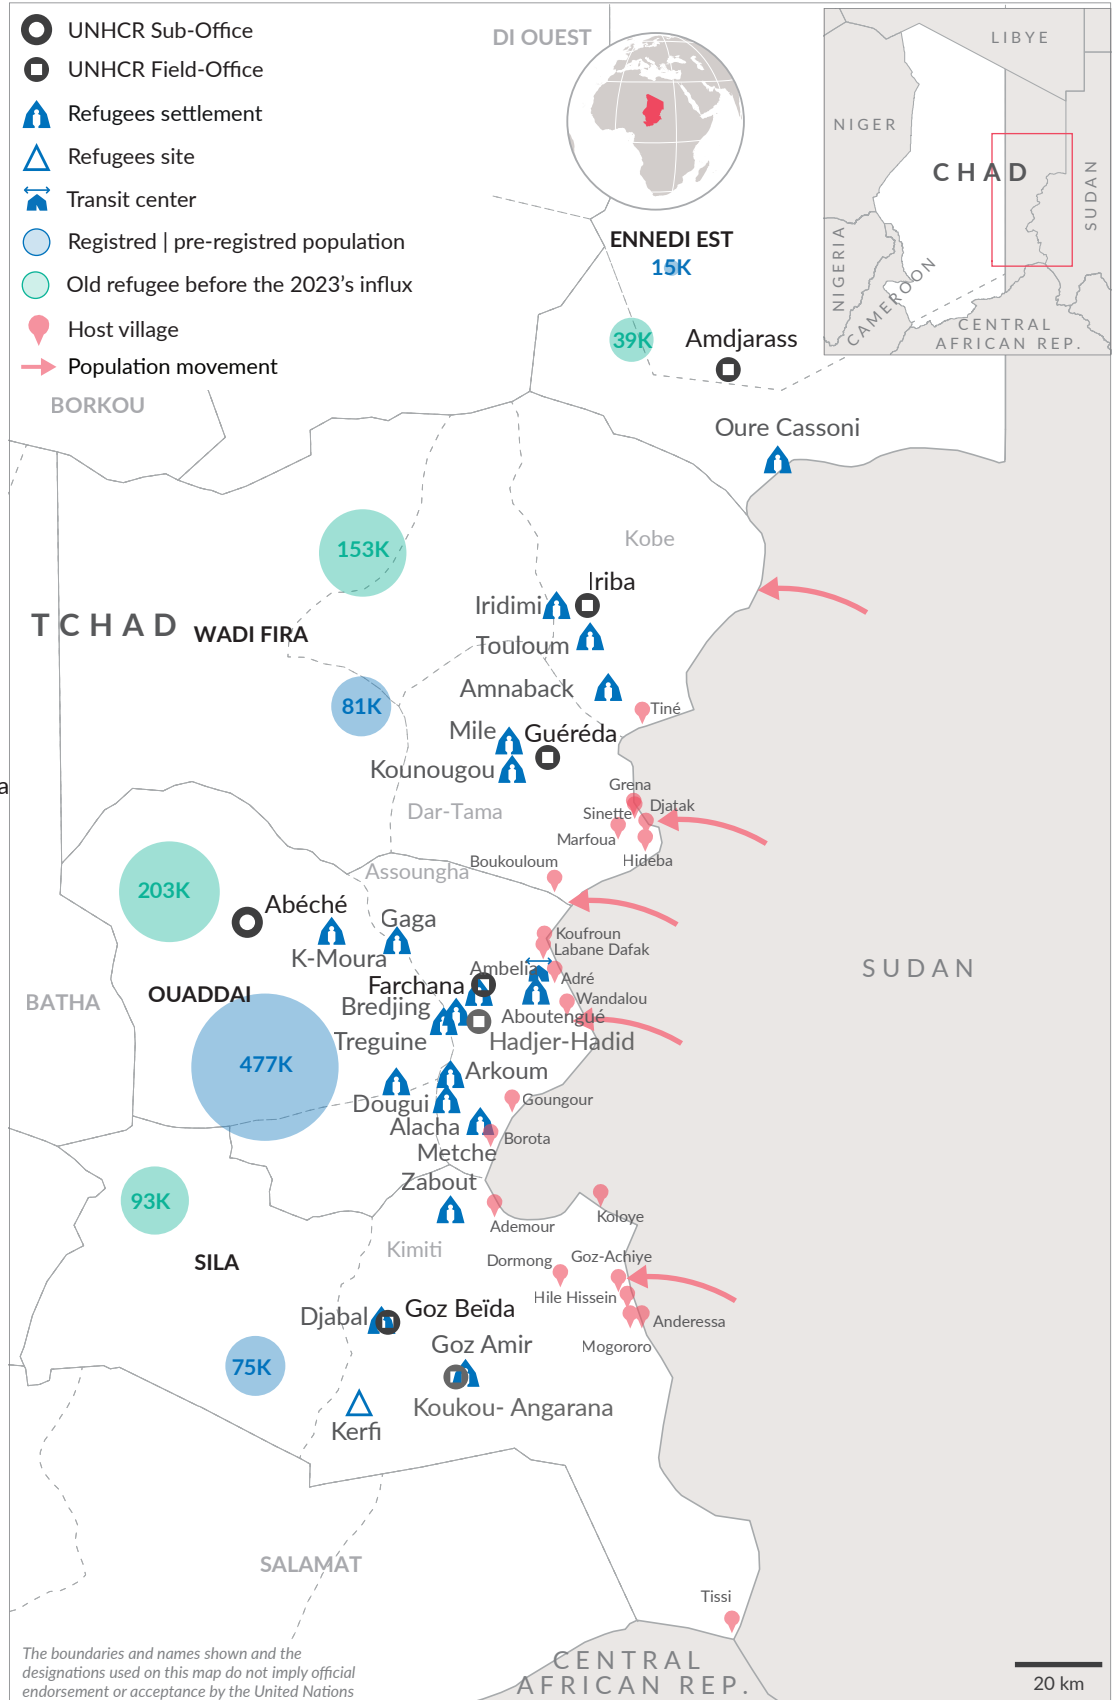 UNHCR Sub-Office
UNHCR Field-Office
Refugees settlement
Refugees site
Transit center
Registred | pre-registred population
Old refugee before the 2023's influx
Host village
Population movement
DI OUEST
LIBYE
NIGER
CHAD
SUDAN
NIGERIA
CAMEROON
CENTRAL
AFRICAN REP.
ENNEDI EST
15K
39K
Amdjarass
BORKOU
Oure Cassoni
153K
Kobe
Iriba
Iridimi
TCHAD
WADI FIRA
Touloum
Amnaback
81K
Tiné
Mile
Guéréda
Kounougou
a
Grena
Djatak
Sinette
Dar-Tama
Marfoua
Hideba
Boukouloum
Assoungha
203K
Abéché
Gaga
Koufroun
Labane Dafak
K-Moura
Ambelia
SUDAN
Adré
Farchana
OUADDAI
BATHA
Wandalou
Bredjing
Aboutengué
Treguine
Hadjer-Hadid
477K
Arkoum
Dougui
Goungour
Alacha
Borota
Metche
Zabout
93K
Koloye
Ademour
Kimiti
SILA
Dormong
Goz-Achiye
Hile Hissein
Djabal
Goz Beïda
Anderessa
Goz Amir
Mogororo
75K
Koukou- Angarana
Kerfi
SALAMAT
Tissi
The boundaries and names shown and the
designations used on this map do not imply official
endorsement or acceptance by the United Nations
CENTRAL
AFRICAN REP.
20 km